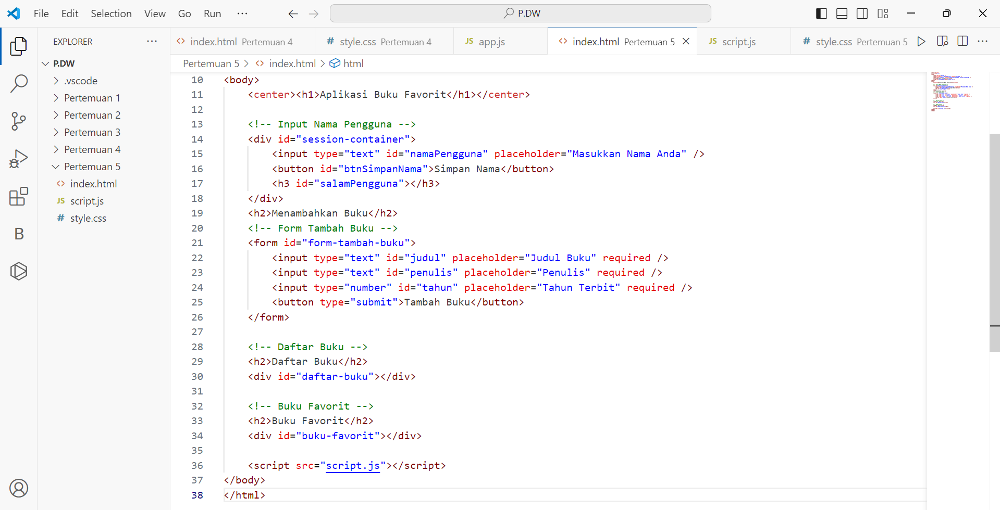 File Edit Selection View Go Run ··· P.DW
EXPLORER ···
P.DW
.vscode
Pertemuan 1
Pertemuan 2
Pertemuan 3
Pertemuan 4
Pertemuan 5
<> index.html
JS script.js
# style.css
B
<> index.html Pertemuan 4 # style.css Pertemuan 4 JS app.js <> index.html Pertemuan 5 JS script.js # style.css Pertemuan 5 ···
Pertemuan 5 > <> index.html > html
10 <body>
11 <center><h1>Aplikasi Buku Favorit</h1></center>
12
13 <!-- Input Nama Pengguna -->
14 <div id="session-container">
15 <input type="text" id="namaPengguna" placeholder="Masukkan Nama Anda" />
16 <button id="btnSimpanNama">Simpan Nama</button>
17 <h3 id="salamPengguna"></h3>
18 </div>
19 <h2>Menambahkan Buku</h2>
20 <!-- Form Tambah Buku -->
21 <form id="form-tambah-buku">
22 <input type="text" id="judul" placeholder="Judul Buku" required />
23 <input type="text" id="penulis" placeholder="Penulis" required />
24 <input type="number" id="tahun" placeholder="Tahun Terbit" required />
25 <button type="submit">Tambah Buku</button>
26 </form>
27
28 <!-- Daftar Buku -->
29 <h2>Daftar Buku</h2>
30 <div id="daftar-buku"></div>
31
32 <!-- Buku Favorit -->
33 <h2>Buku Favorit</h2>
34 <div id="buku-favorit"></div>
35
36 <script src="script.js"></script>
37 </body>
38 </html>